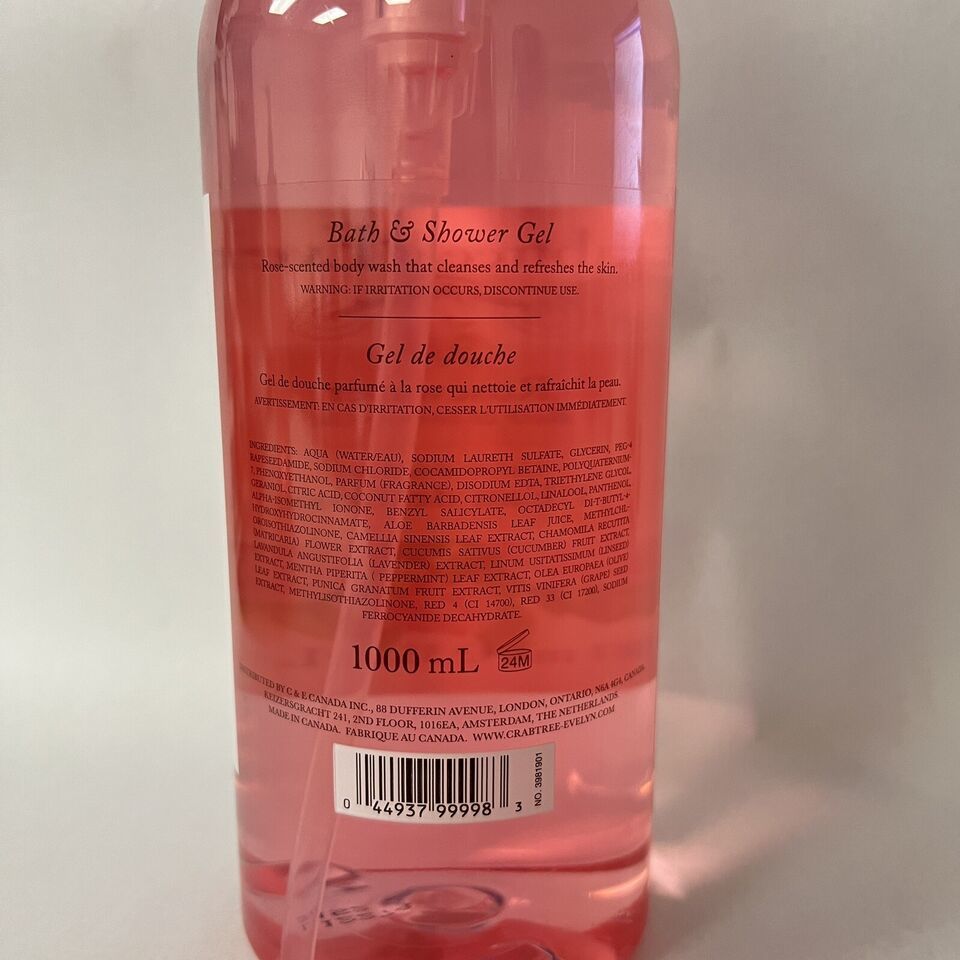 Bath & Shower Gel
Rose-scented body wash that cleanses and refreshes the skin.
WARNING: IF IRRITATION OCCURS, DISCONTINUE USE.
Gel de douche
Gel de douche parfumé à la rose qui nettoie et rafraîchit la peau.
AVERTISSEMENT: EN CAS D'IRRITATION, CESSER L'UTILISATION IMMÉDIATEMENT.
INGREDIENTS: AQUA (WATER/EAU), SODIUM LAURETH SULFATE, GLYCERIN, PEG-4
RAPESEEDAMIDE, SODIUM CHLORIDE, COCAMIDOPROPYL BETAINE, POLYQUATERNIUM-
7, PHENOXYETHANOL, PARFUM (FRAGRANCE), DISODIUM EDTA, TRIETHYLENE GLYCOL,
GERANIOL, CITRIC ACID, COCONUT FATTY ACID, CITRONELLOL, LINALOOL, PANTHENOL,
ALPHA-ISOMETHYL IONONE, BENZYL SALICYLATE, OCTADECYL DI-T-BUTYL-4-
HYDROXYHYDROCINNAMATE, ALOE BARBADENSIS LEAF JUICE, METHYLCHL-
OROISOTHIAZOLINONE, CAMELLIA SINENSIS LEAF EXTRACT, CHAMOMILA RECUTITA
(MATRICARIA) FLOWER EXTRACT, CUCUMIS SATIVUS (CUCUMBER) FRUIT EXTRACT,
LAVANDULA ANGUSTIFOLIA (LAVENDER) EXTRACT, LINUM USITATISSIMUM (LINSEED)
EXTRACT, MENTHA PIPERITA ( PEPPERMINT) LEAF EXTRACT, OLEA EUROPAEA (OLIVE)
LEAF EXTRACT, PUNICA GRANATUM FRUIT EXTRACT, VITIS VINIFERA (GRAPE) SEED
EXTRACT, METHYLISOTHIAZOLINONE, RED 4 (CI 14700), RED 33 (CI 17200), SODIUM
FERROCYANIDE DECAHYDRATE.
1000 mL 24M
DISTRIBUTED BY C & E CANADA INC., 88 DUFFERIN AVENUE, LONDON, ONTARIO, N6A 4G4, CANADA.
KEIZERSGRACHT 241, 2ND FLOOR, 1016EA, AMSTERDAM, THE NETHERLANDS
MADE IN CANADA. FABRIQUE AU CANADA. WWW.CRABTREE-EVELYN.COM
0 44937 99998 3
NO. 3981901